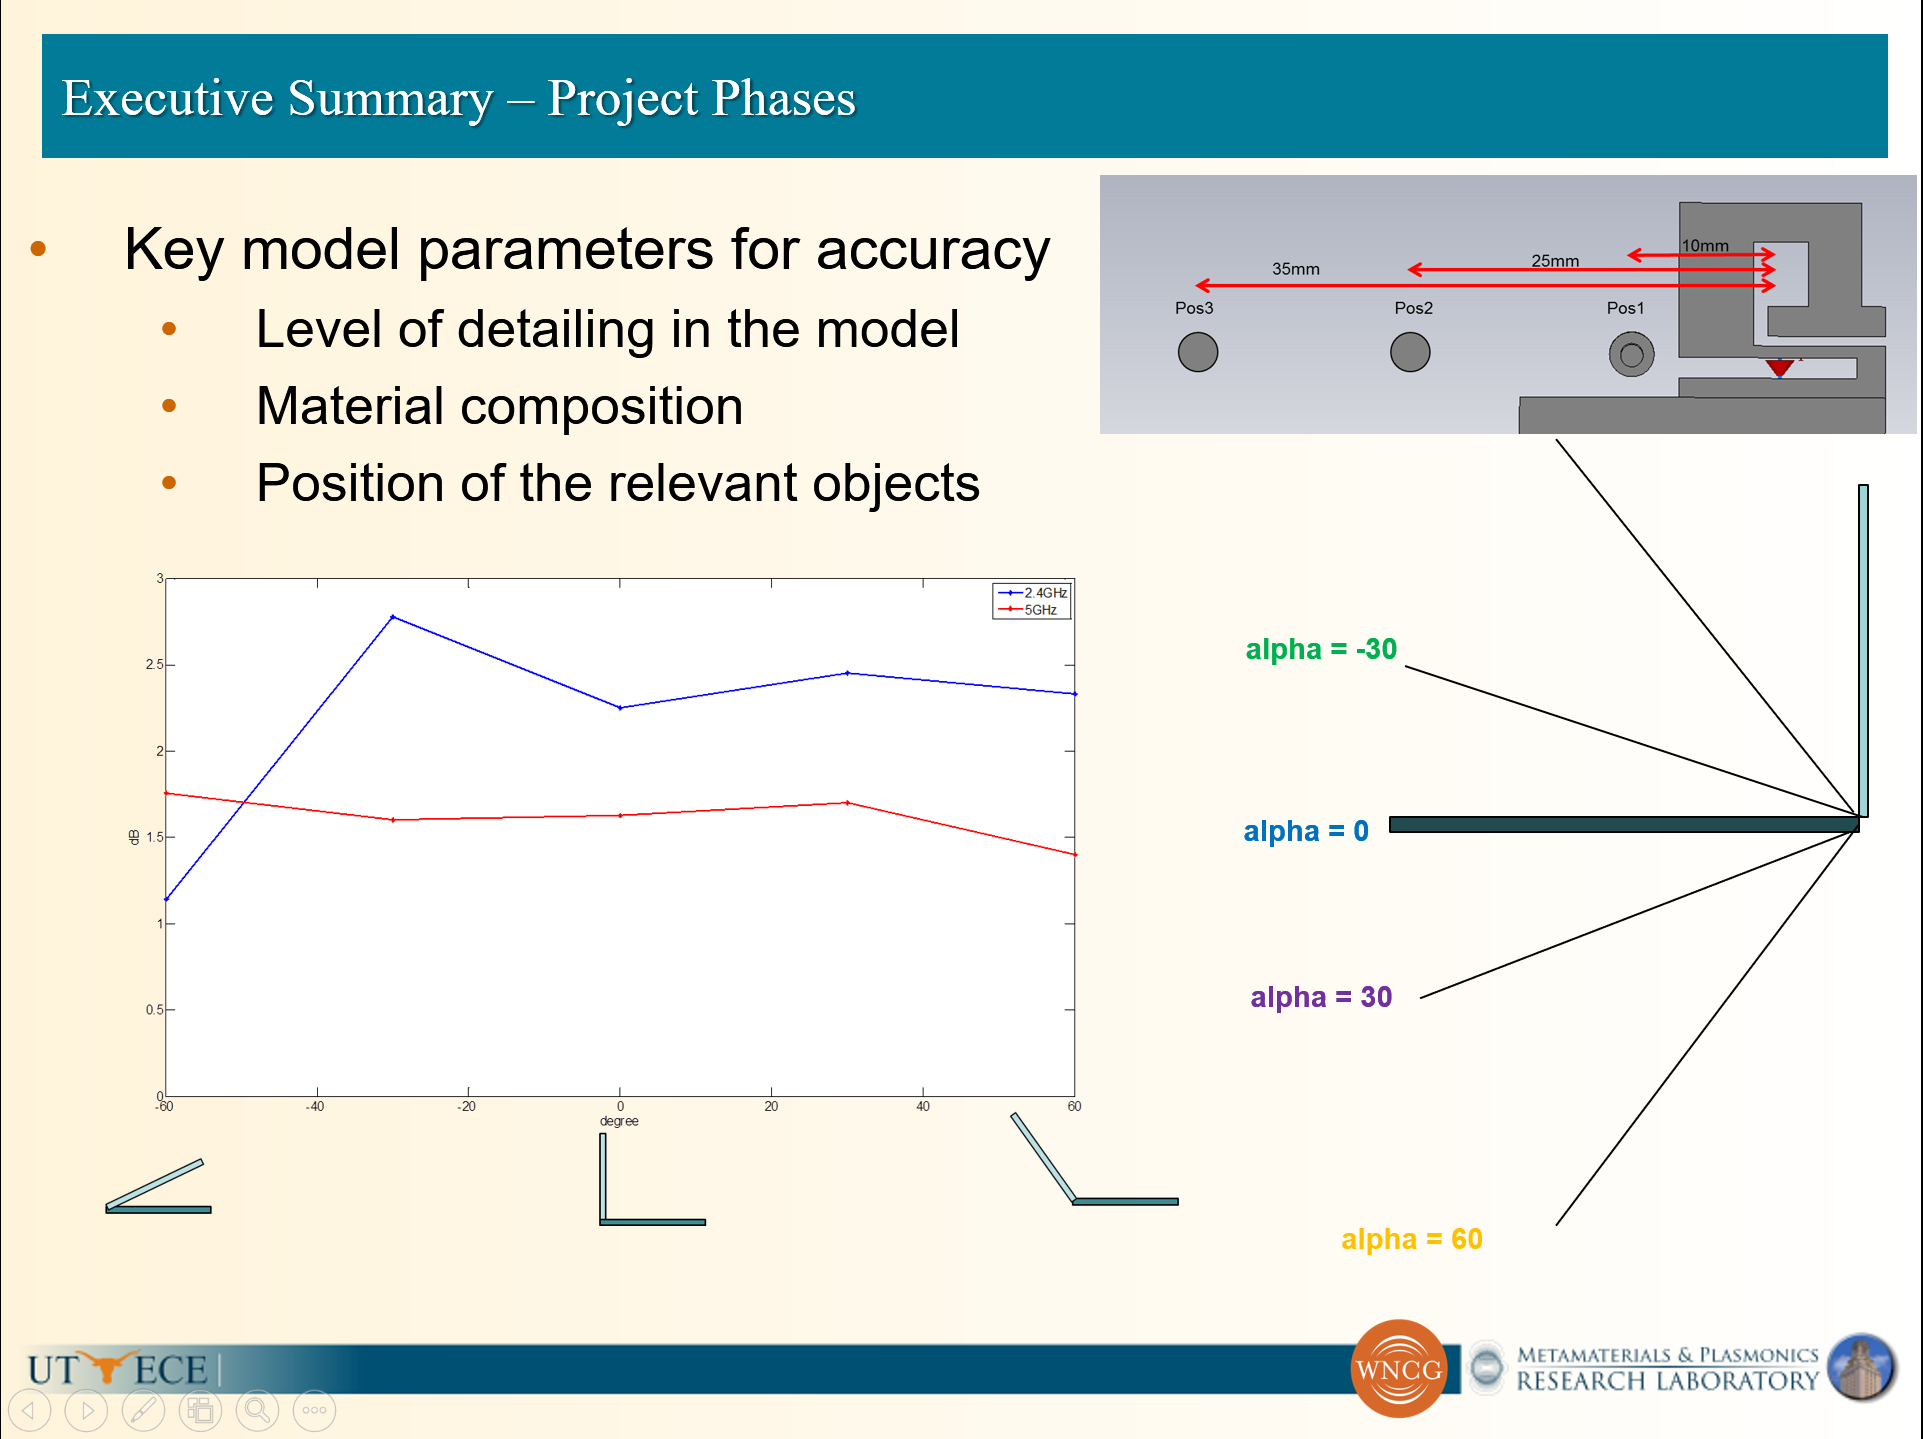 Executive Summary – Project Phases
• Key model parameters for accuracy
• Level of detailing in the model
• Material composition
• Position of the relevant objects
10mm
25mm
35mm
Pos3
Pos2
Pos1
3
2.5
2
1.5
1
0.5
0
dB
-60
-40
-20
0
20
40
60
degree
2.4GHz
5GHz
alpha = -30
alpha = 0
alpha = 30
alpha = 60
UT ECE
WNCG
METAMATERIALS & PLASMONICS
RESEARCH LABORATORY